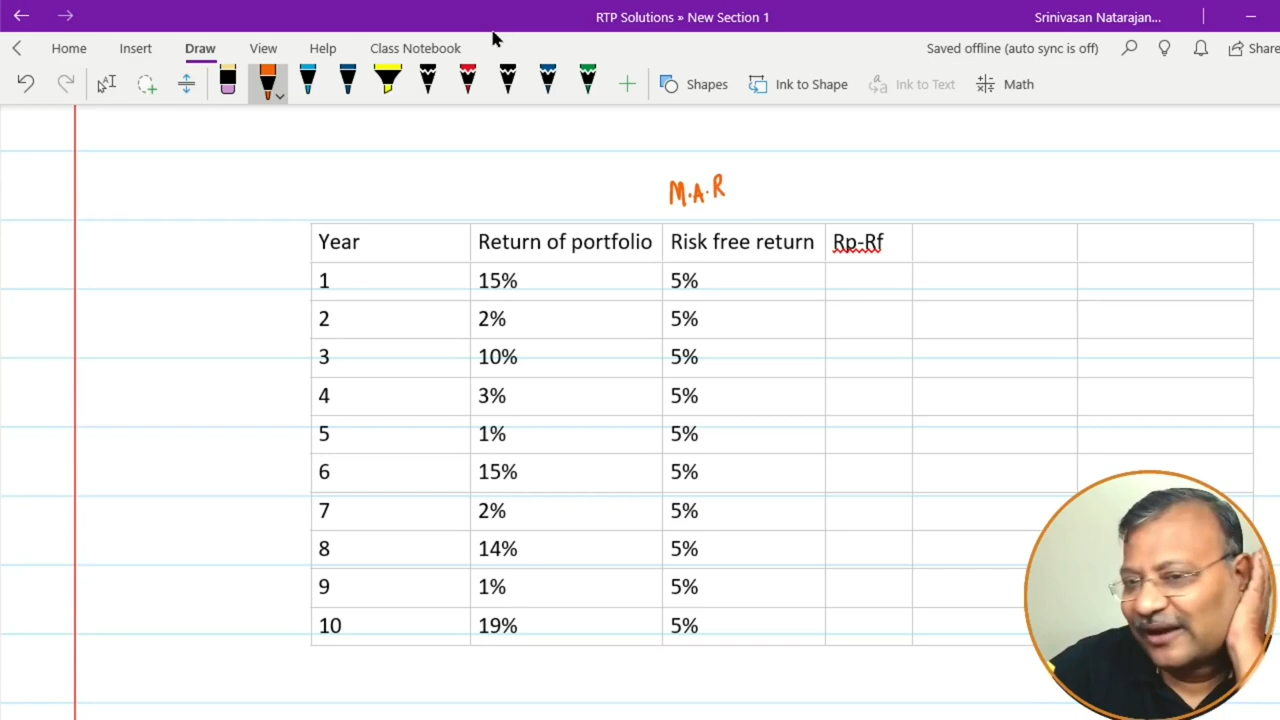 RTP Solutions » New Section 1
Srinivasan Natarajan...
Home Insert Draw View Help Class Notebook
Saved offline (auto sync is off)
Share
Shapes Ink to Shape Ink to Text Math
M.A.R
Year Return of portfolio Risk free return Rp-Rf
1 15% 5%
2 2% 5%
3 10% 5%
4 3% 5%
5 1% 5%
6 15% 5%
7 2% 5%
8 14% 5%
9 1% 5%
10 19% 5%